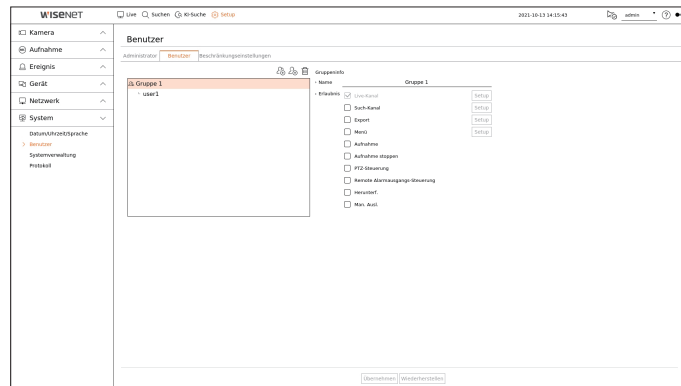 WISENET
Live Suchen KI-Suche Setup 2021-10-13 14:15:43 admin ?
Kamera
Aufnahme
Ereignis
Gerät
Netzwerk
System
Datum/Uhrzeit/Sprache
> Benutzer
Systemverwaltung
Protokoll
Benutzer
Administrator Benutzer Beschränkungseinstellungen
Gruppe 1
user1
Gruppeninfo
• Name Gruppe 1
• Erlaubnis Live-Kanal Setup
Such-Kanal Setup
Export Setup
Menü Setup
Aufnahme
Aufnahme stoppen
PTZ-Steuerung
Remote Alarmausgangs-Steuerung
Herunterf.
Man. Ausl.
Übernehmen Wiederherstellen